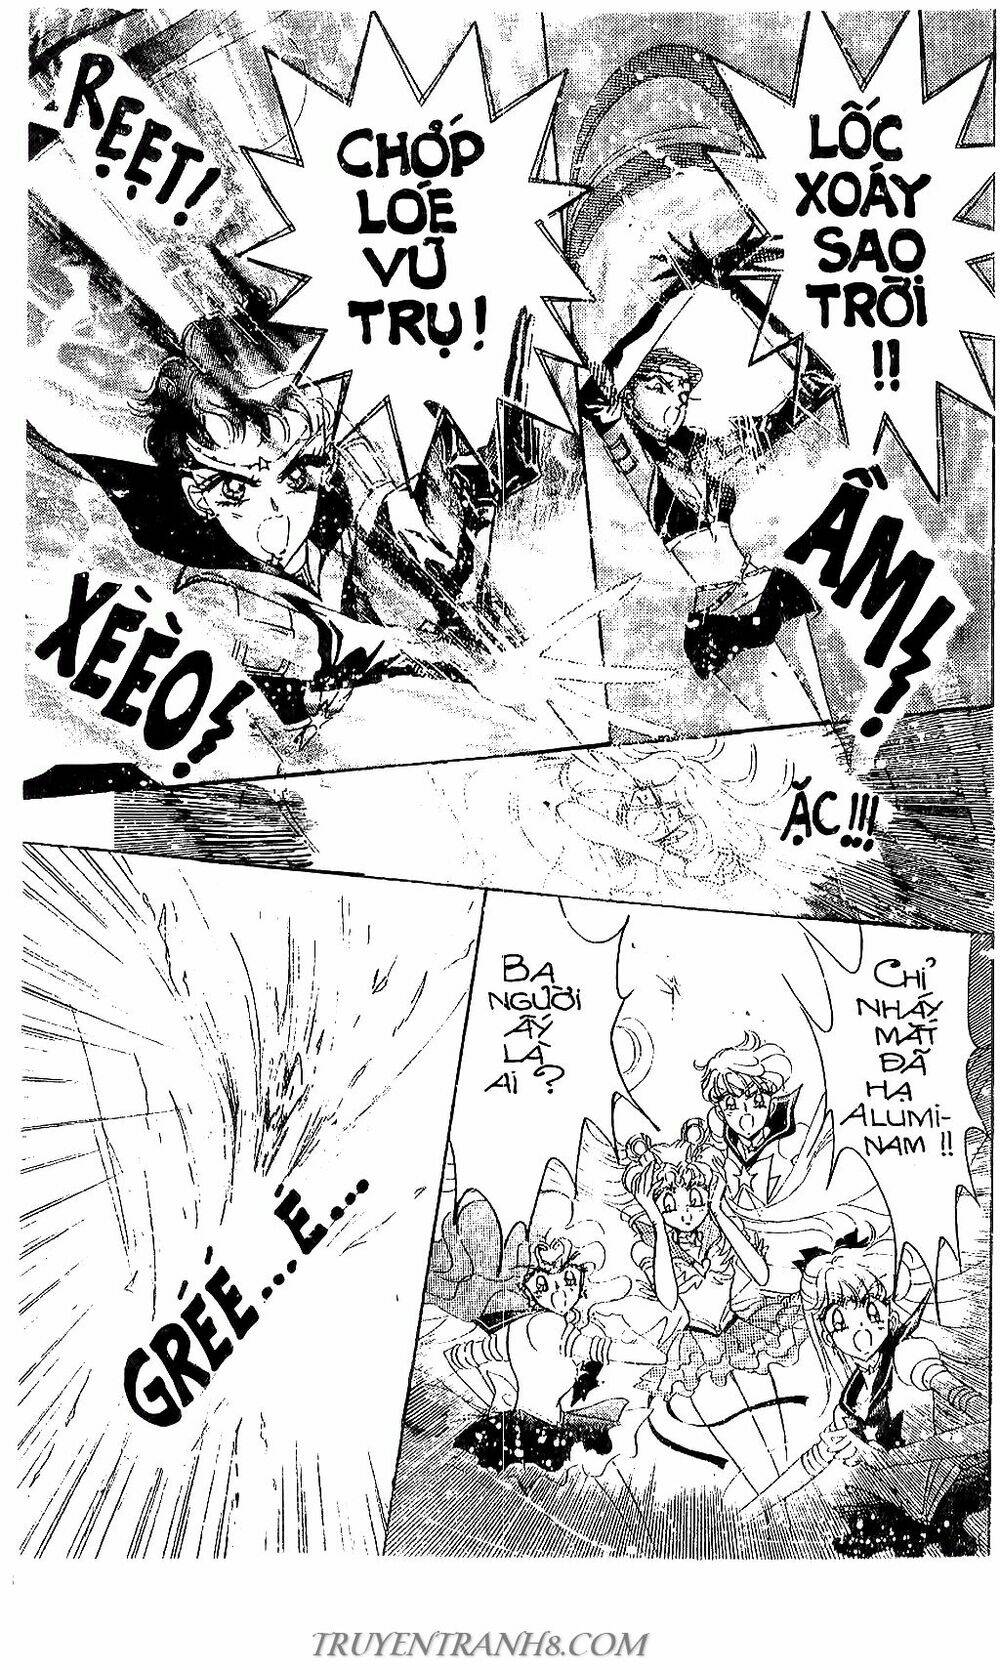 LỐC
XOÁY
SAO
TRỜI
!!
CHỚP
LÓE
VŨ
TRỤ!
RẸẸT!
ẦM!
XÈÈO!
ẶC!!!
CHỈ
NHÁY
MẮT
ĐÃ
HẠ
ALUMI-
NAM!!
BA
NGƯỜI
ẤY
LÀ
AI?
GRÉÉ...É...
TRUYENTRANH8.COM